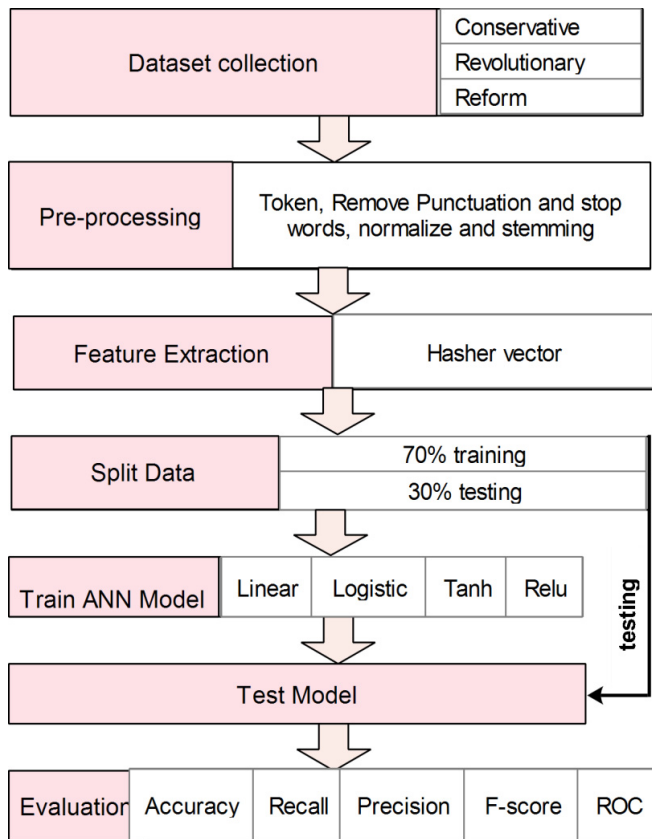 Dataset collection
Conservative
Revolutionary
Reform
Pre-processing
Token, Remove Punctuation and stop
words, normalize and stemming
Feature Extraction
Hasher vector
Split Data
70% training
30% testing
testing
Train ANN Model
Linear
Logistic
Tanh
Relu
Test Model
Evaluation
Accuracy
Recall
Precision
F-score
ROC